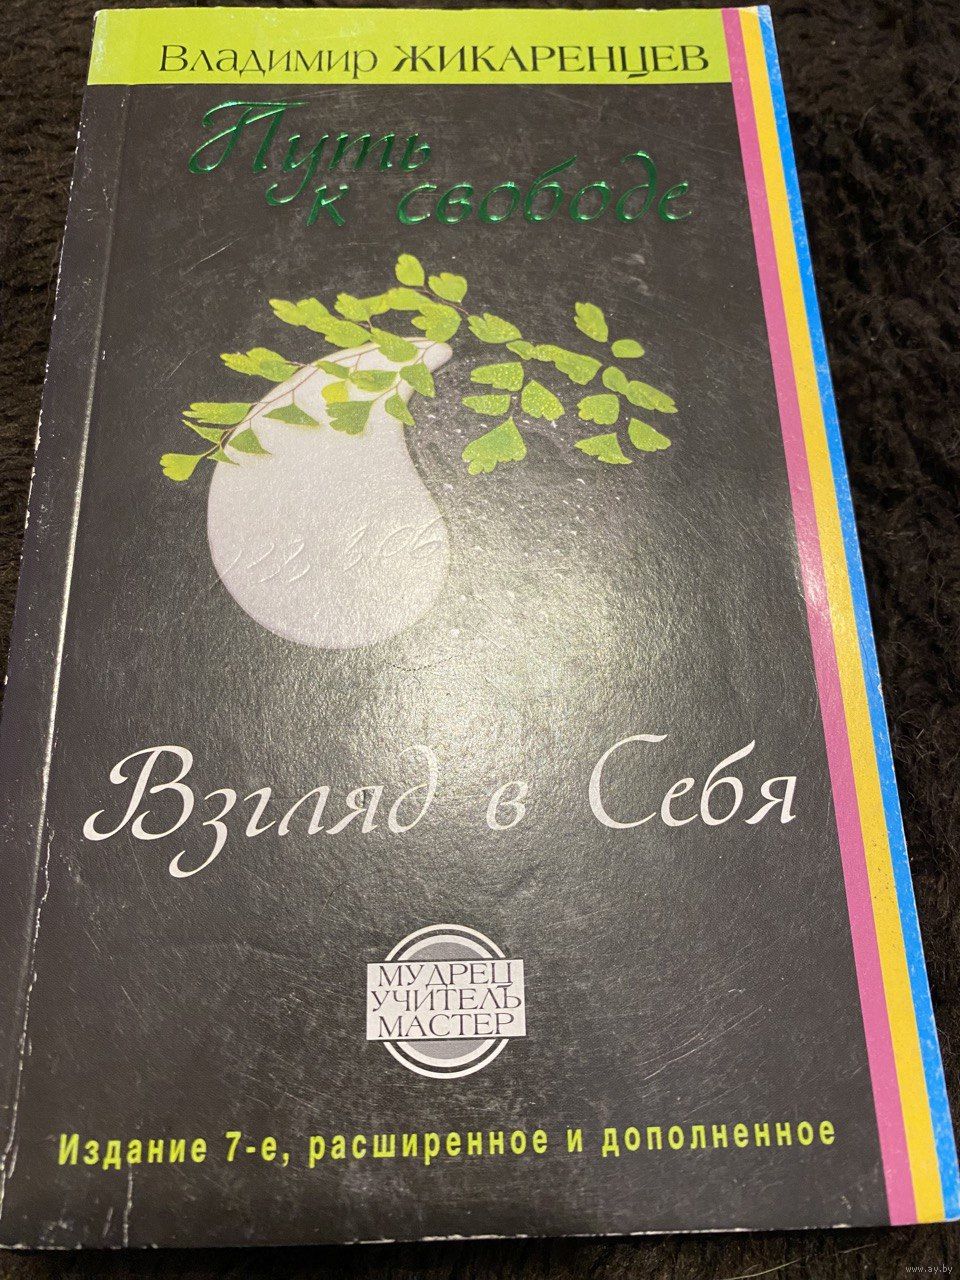 Владимир ЖИКАРЕНЦЕВ
Путь
к свободе
Взгляд в Себя
МУДРЕЦ
УЧИТЕЛЬ
МАСТЕР
Издание 7-е, расширенное и дополненное
www.ay.by